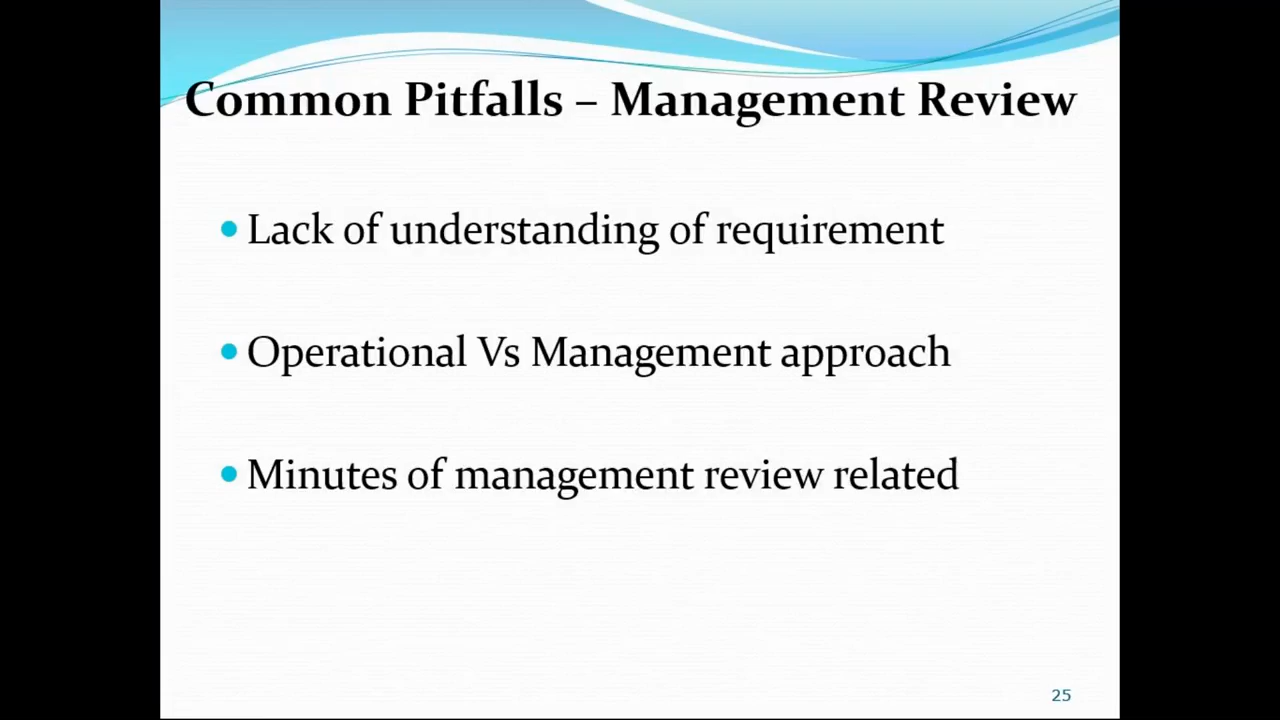 Common Pitfalls – Management Review
• Lack of understanding of requirement
• Operational Vs Management approach
• Minutes of management review related
25